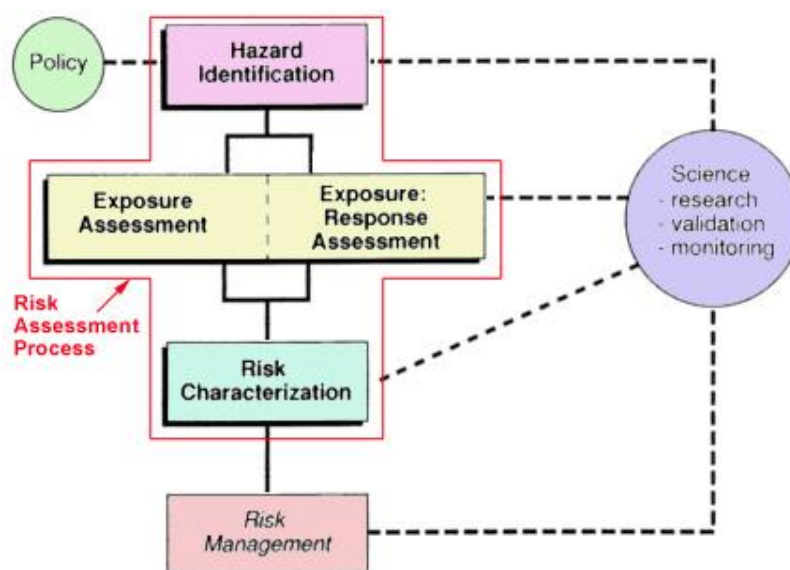 Policy
Hazard
Identification
Exposure
Assessment
Exposure:
Response
Assessment
Science
- research
- validation
- monitoring
Risk
Assessment
Process
Risk
Characterization
Risk
Management